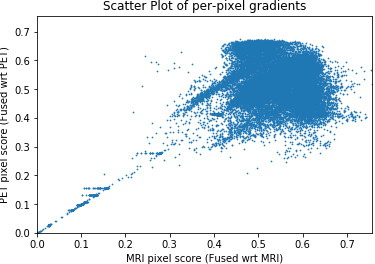 Scatter Plot of per-pixel gradients
PET pixel score (Fused wrt PET)
0.7
0.6
0.5
0.4
0.3
0.2
0.1
0.0
0.0 0.1 0.2 0.3 0.4 0.5 0.6 0.7
MRI pixel score (Fused wrt MRI)